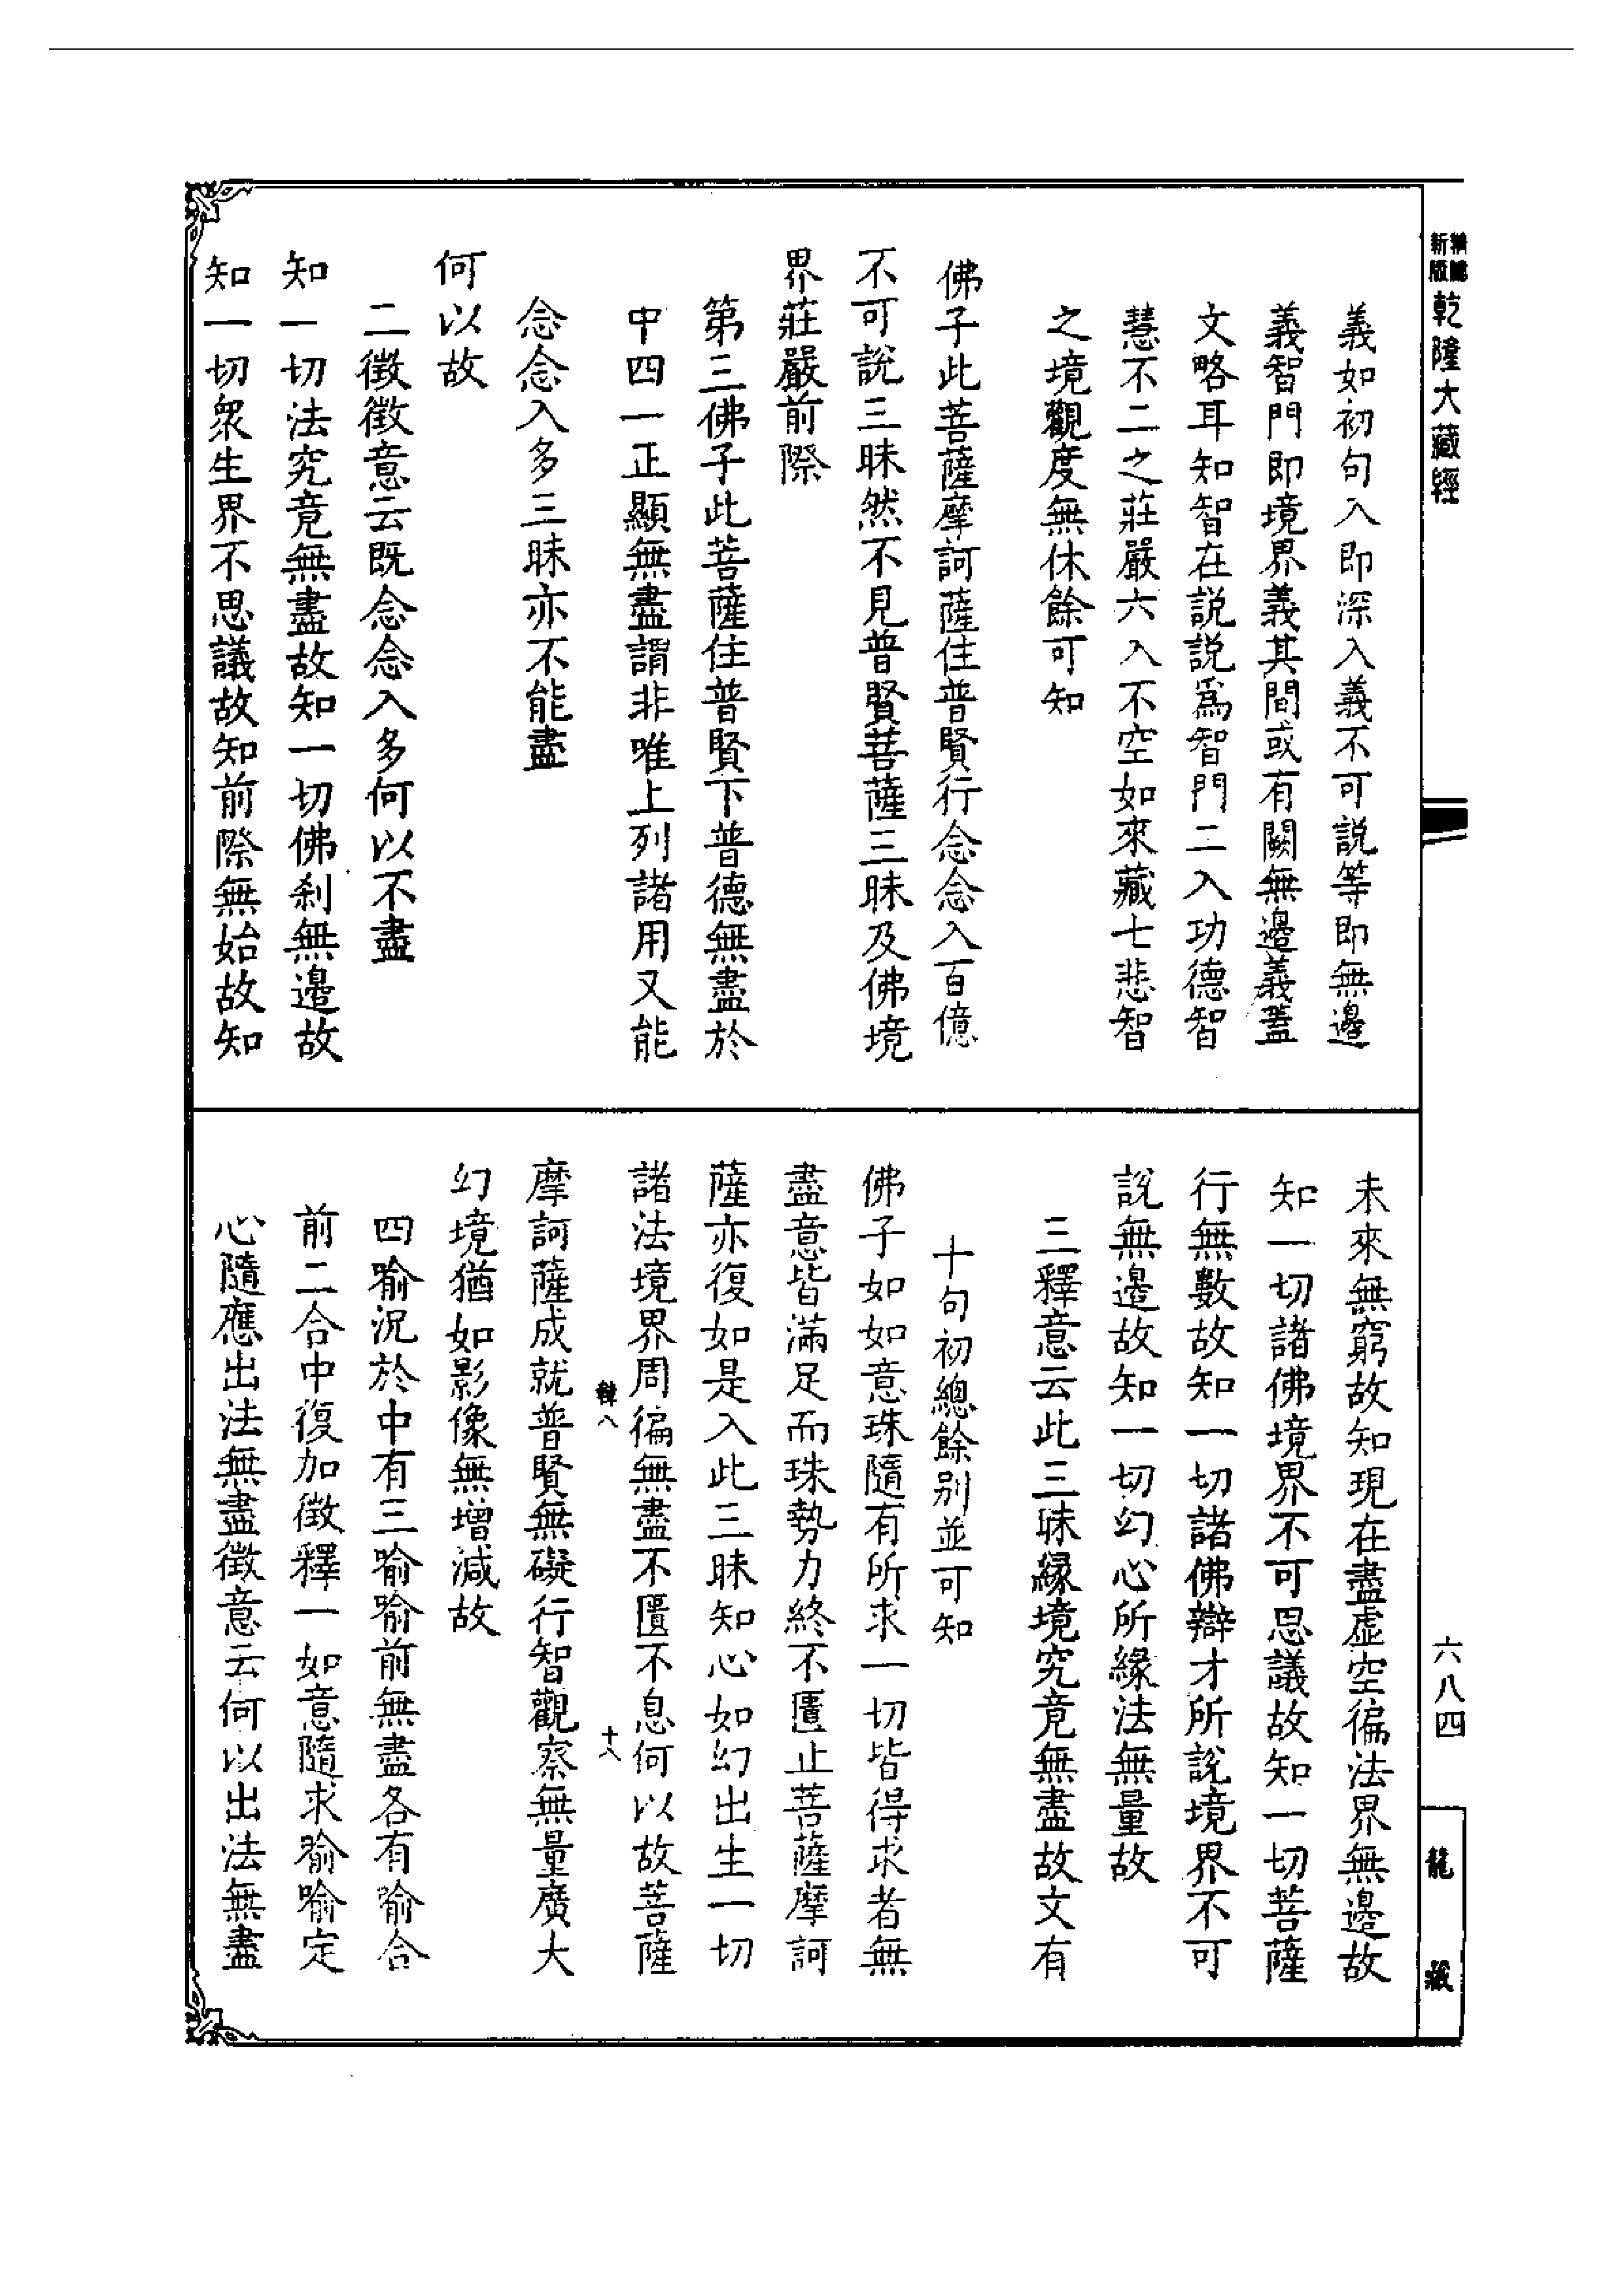 新版
乾隆大藏經
義如初句入即深入義不可說等即無邊
義智門即境界義其間或有闕無邊義蓋
文略耳知智在説説爲智門二入功德智
慧不二之莊嚴六入不空如來藏七悲智
之境觀度無休餘可知
佛子此菩薩摩訶薩住普賢行念念入百億
不可說三昧然不見普賢菩薩三昧及佛境
界莊嚴前際
第三佛子此菩薩住普賢下普德無盡於
中四一正顯無盡謂非唯上列諸用又能
念念入多三昧亦不能盡
何以故
二徵徵意云既念念入多何以不盡
知一切法究竟無盡故知一切佛刹無邊故
知一切衆生界不思議故知前際無始故知
未來無窮故知現在盡虛空徧法界無邊故
知一切諸佛境界不可思議故知一切菩薩
行無數故知一切諸佛辯才所說境界不可
說無邊故知一切幻心所緣法無量故
三釋意云此三昧緣境究竟無盡故文有
十句初總餘别並可知
佛子如如意珠隨有所求一切皆得求者無
盡意皆滿足而珠勢力終不匱止菩薩摩訶
薩亦復如是入此三昧知心如幻出生一切
諸法境界周徧無盡不匱不息何以故菩薩
八 十八
摩訶薩成就普賢無礙行智觀察無量廣大
幻境猶如影像無增減故
四喻況於中有三喻喻前無盡各有喻合
前二合中復加徵釋一如意隨求喻喻定
心隨應出法無盡徵意云何以出法無盡
六八四
龍藏